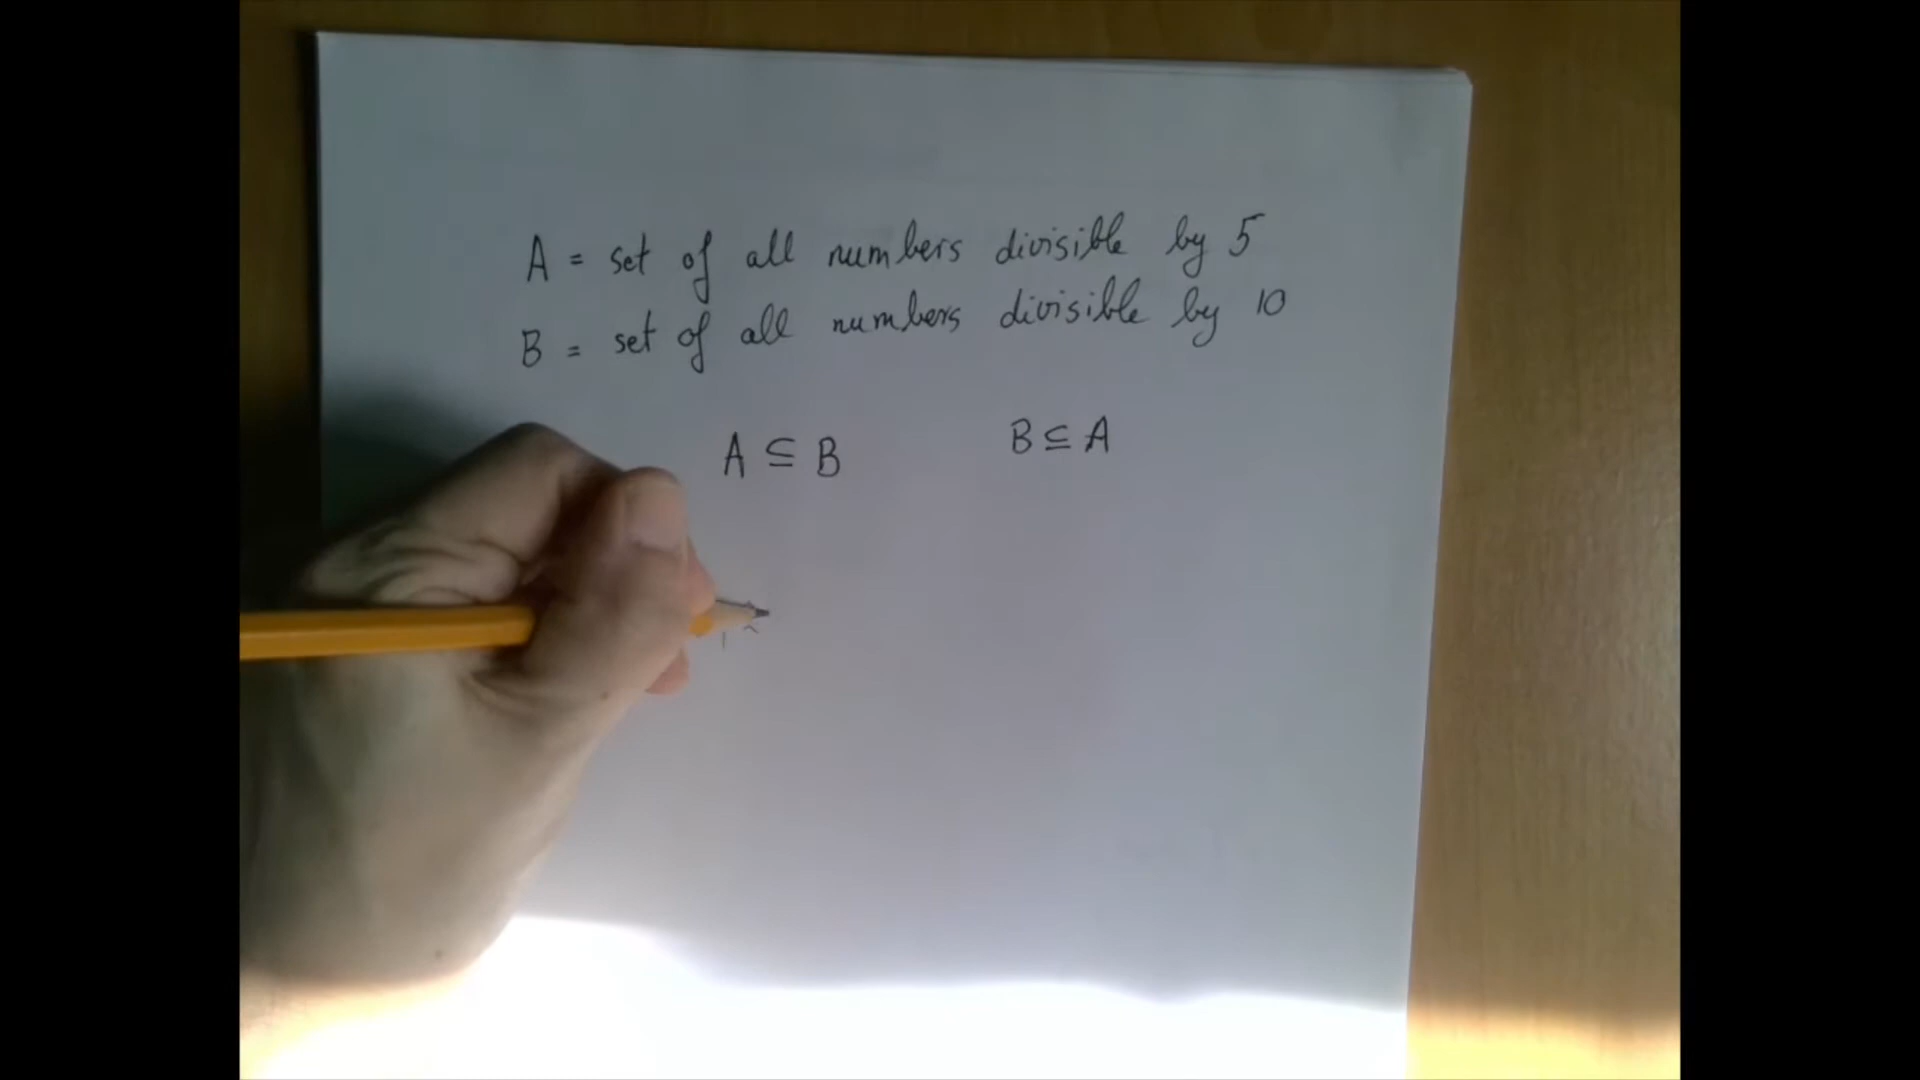 A = set of all numbers divisible by 5
B = set of all numbers divisible by 10
A ⊆ B B ⊆ A